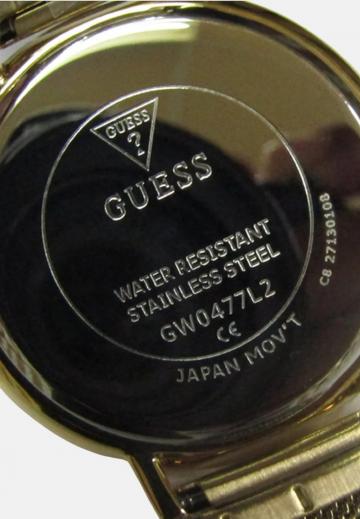 GUESS
?
GUESS
WATER RESISTANT
STAINLESS STEEL
GW0477L2
CE
JAPAN MOV'T
C8 27130108